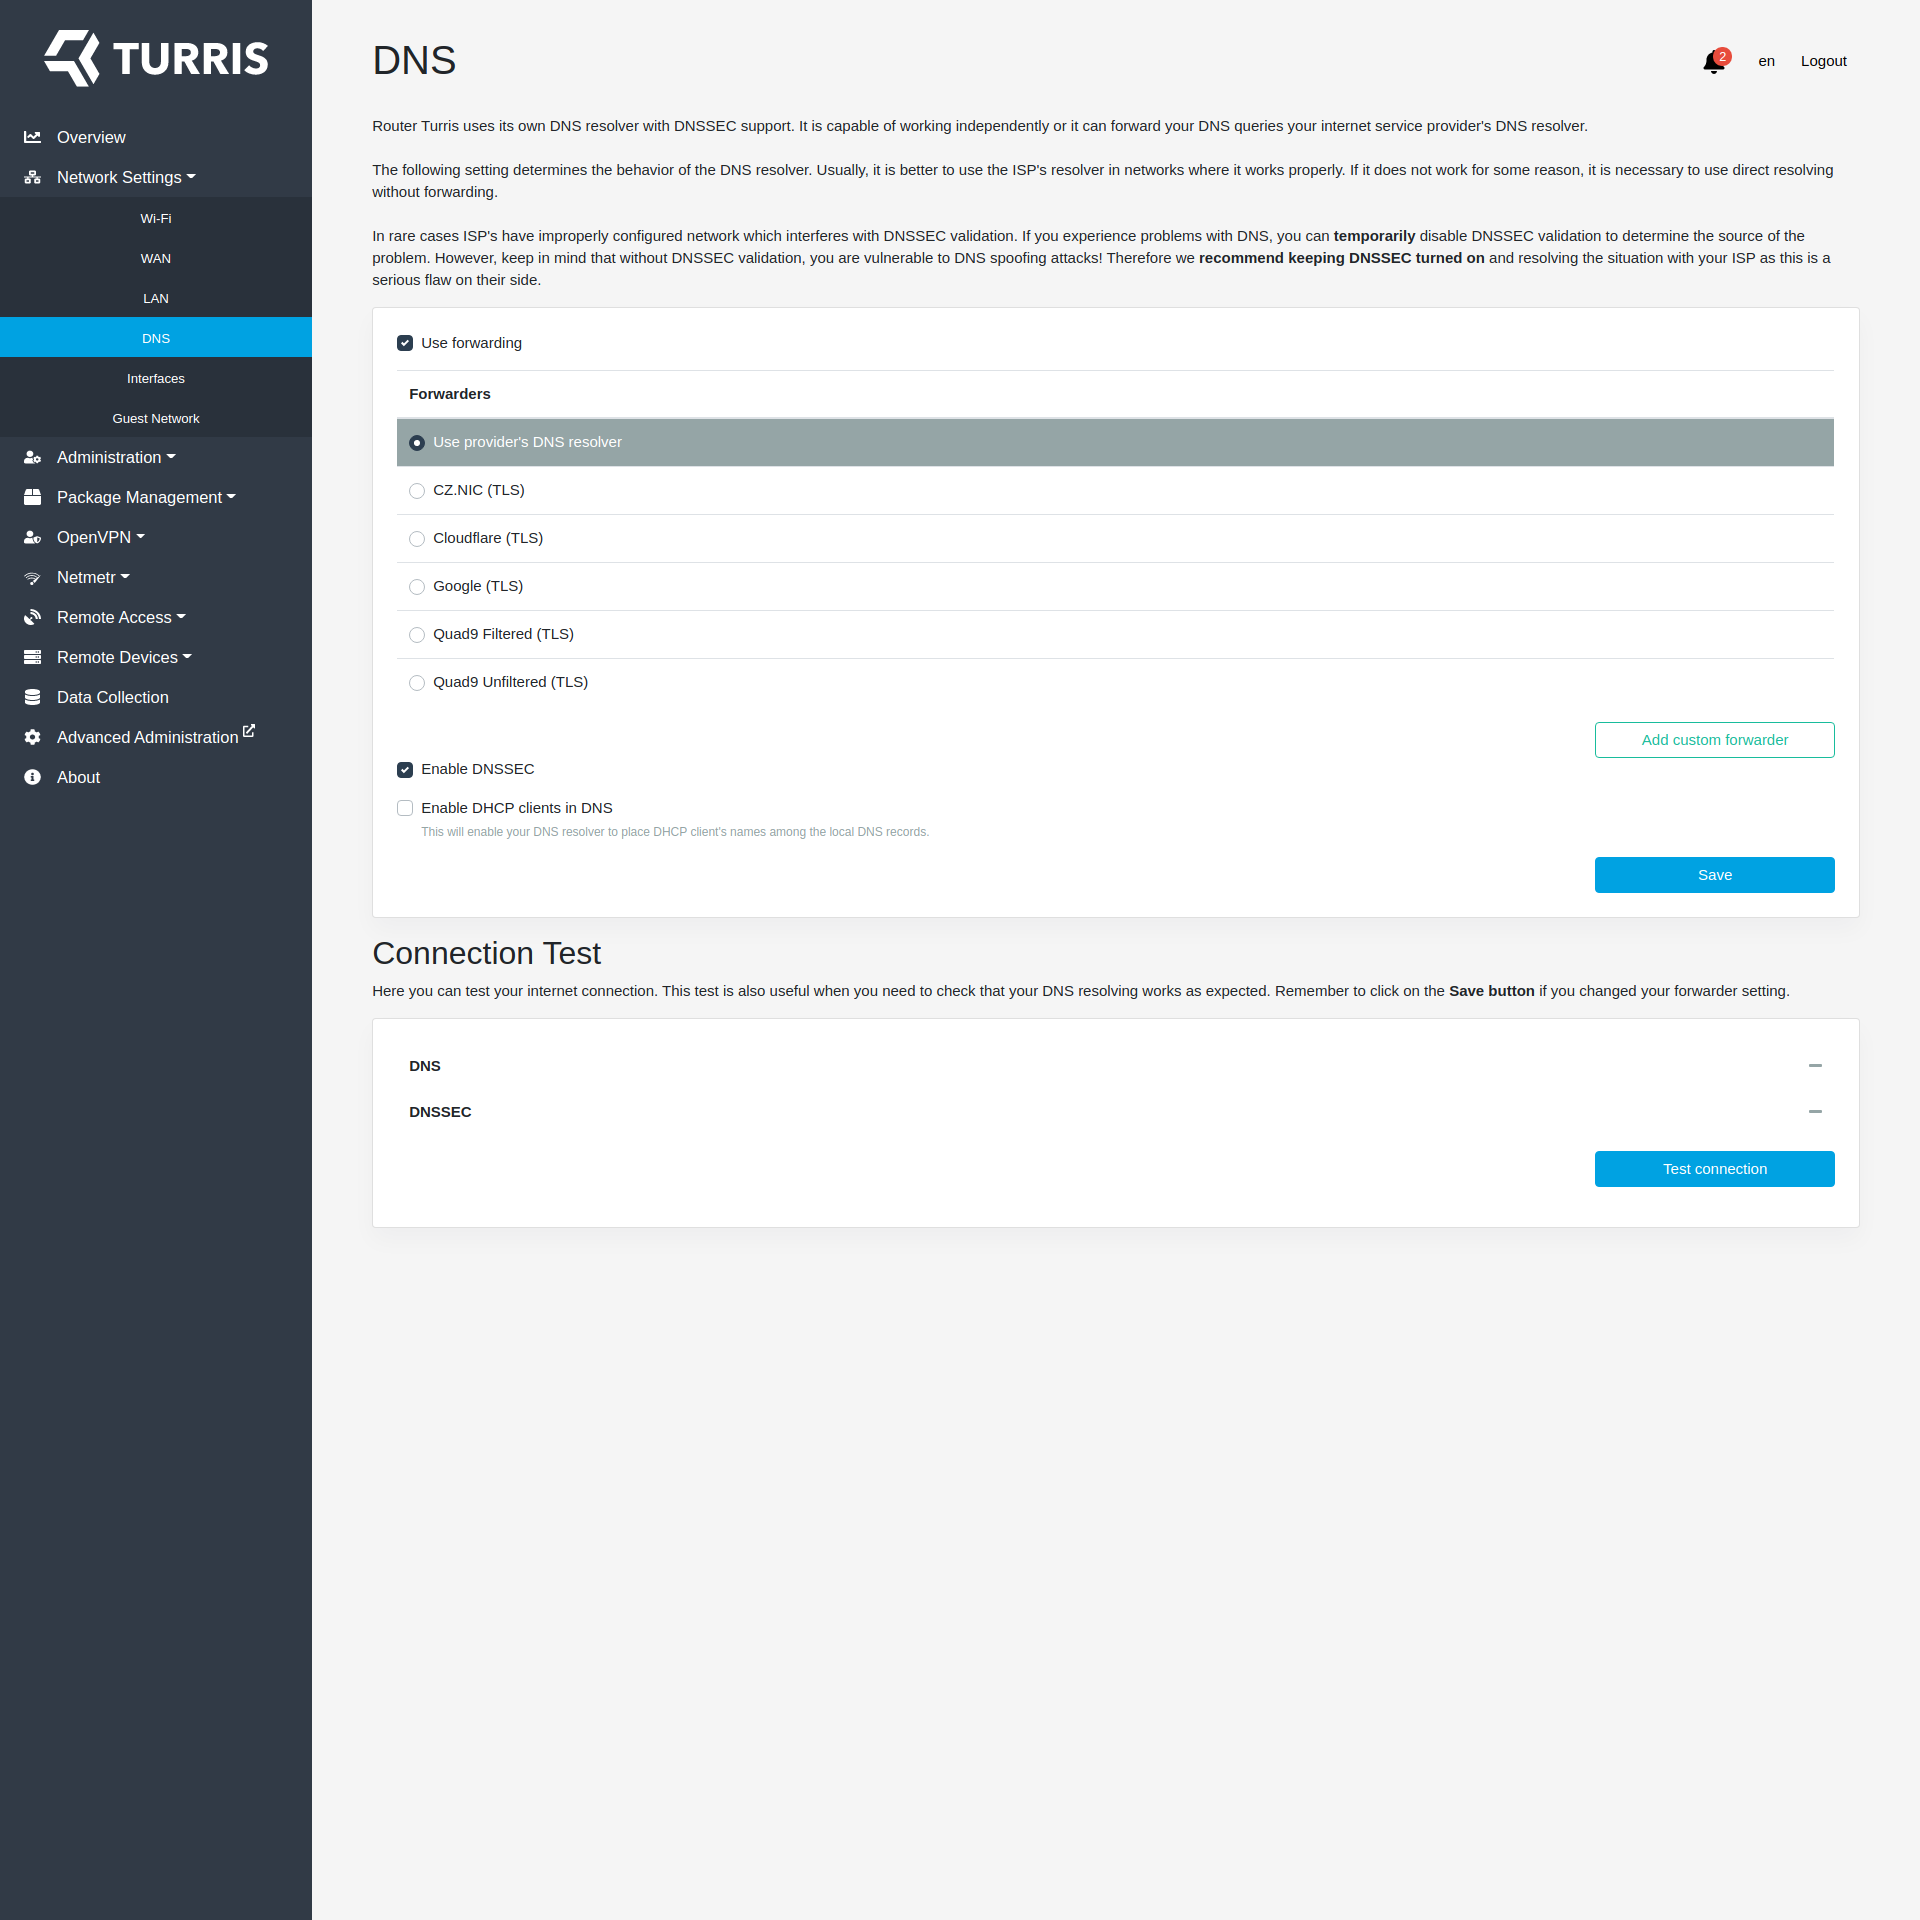 TURRIS
Overview
Network Settings
Wi-Fi
WAN
LAN
DNS
Interfaces
Guest Network
Administration
Package Management
OpenVPN
Netmetr
Remote Access
Remote Devices
Data Collection
Advanced Administration
About
DNS
2
en
Logout
Router Turris uses its own DNS resolver with DNSSEC support. It is capable of working independently or it can forward your DNS queries your internet service provider's DNS resolver.
The following setting determines the behavior of the DNS resolver. Usually, it is better to use the ISP's resolver in networks where it works properly. If it does not work for some reason, it is necessary to use direct resolving
without forwarding.
In rare cases ISP's have improperly configured network which interferes with DNSSEC validation. If you experience problems with DNS, you can temporarily disable DNSSEC validation to determine the source of the
problem. However, keep in mind that without DNSSEC validation, you are vulnerable to DNS spoofing attacks! Therefore we recommend keeping DNSSEC turned on and resolving the situation with your ISP as this is a
serious flaw on their side.
Use forwarding
Forwarders
Use provider's DNS resolver
CZ.NIC (TLS)
Cloudflare (TLS)
Google (TLS)
Quad9 Filtered (TLS)
Quad9 Unfiltered (TLS)
Add custom forwarder
Enable DNSSEC
Enable DHCP clients in DNS
This will enable your DNS resolver to place DHCP client's names among the local DNS records.
Save
Connection Test
Here you can test your internet connection. This test is also useful when you need to check that your DNS resolving works as expected. Remember to click on the Save button if you changed your forwarder setting.
DNS
DNSSEC
Test connection